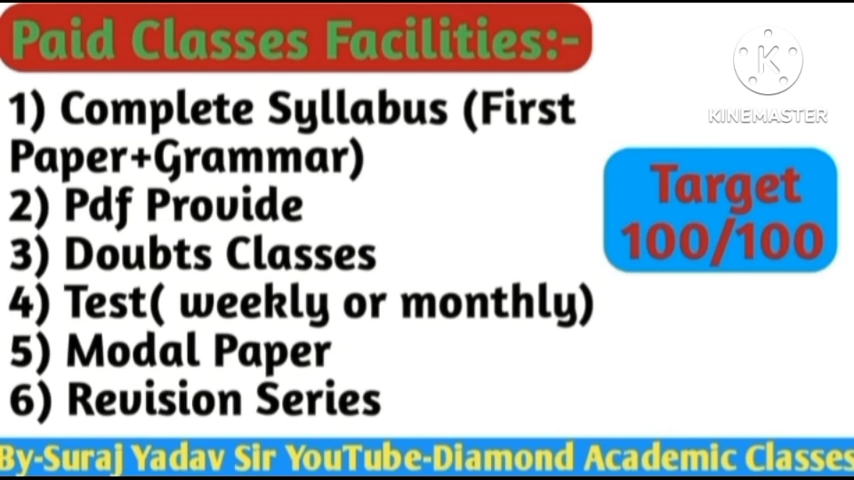 Paid Classes Facilities:-
K
KINEMASTER
1) Complete Syllabus (First
Paper+Grammar)
2) Pdf Provide
3) Doubts Classes
4) Test( weekly or monthly)
5) Modal Paper
6) Revision Series
Target
100/100
By-Suraj Yadav Sir YouTube-Diamond Academic Classes